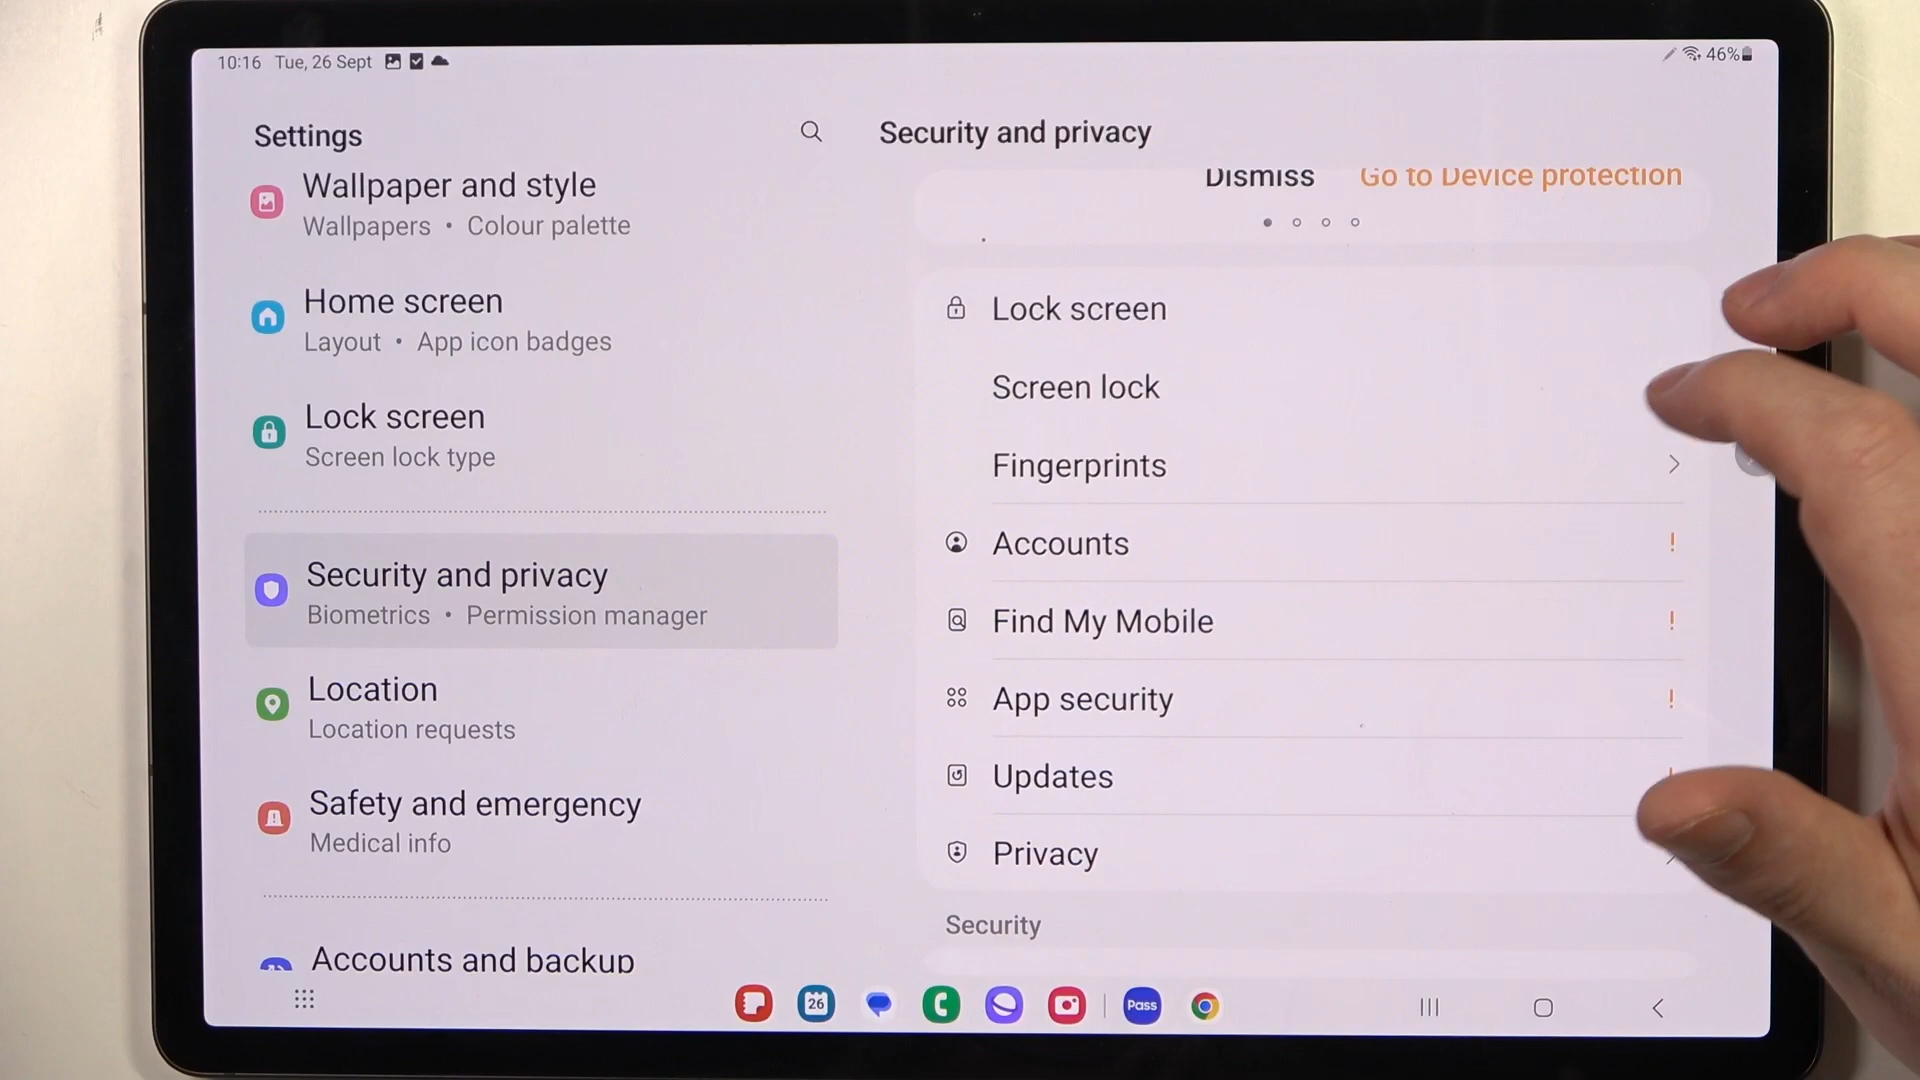 10:16 Tue, 26 Sept
46%
Settings
Wallpaper and style
Wallpapers • Colour palette
Home screen
Layout • App icon badges
Lock screen
Screen lock type
Security and privacy
Biometrics • Permission manager
Location
Location requests
Safety and emergency
Medical info
Accounts and backup
Security and privacy
Dismiss Go to Device protection
Lock screen
Screen lock
Fingerprints
Accounts !
Find My Mobile !
App security !
Updates
Privacy
Security
26
Pass